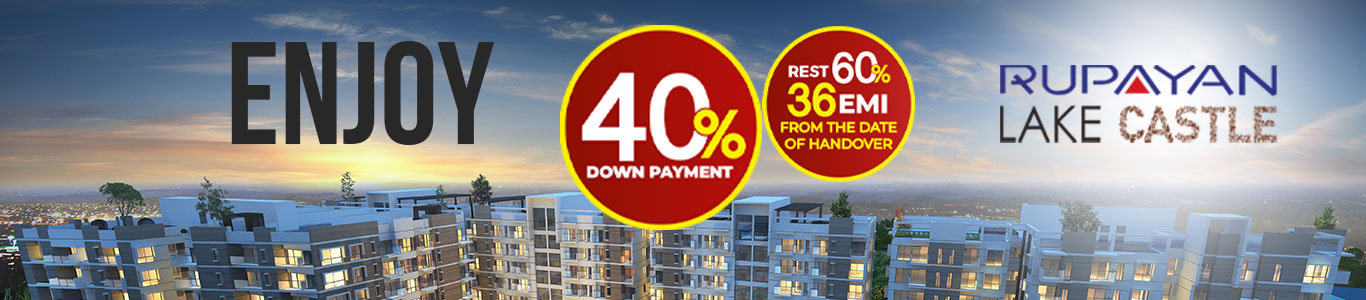 ENJOY
40%
DOWN PAYMENT
REST 60%
36 EMI
FROM THE DATE
OF HANDOVER
RUPAYAN
LAKE CASTLE